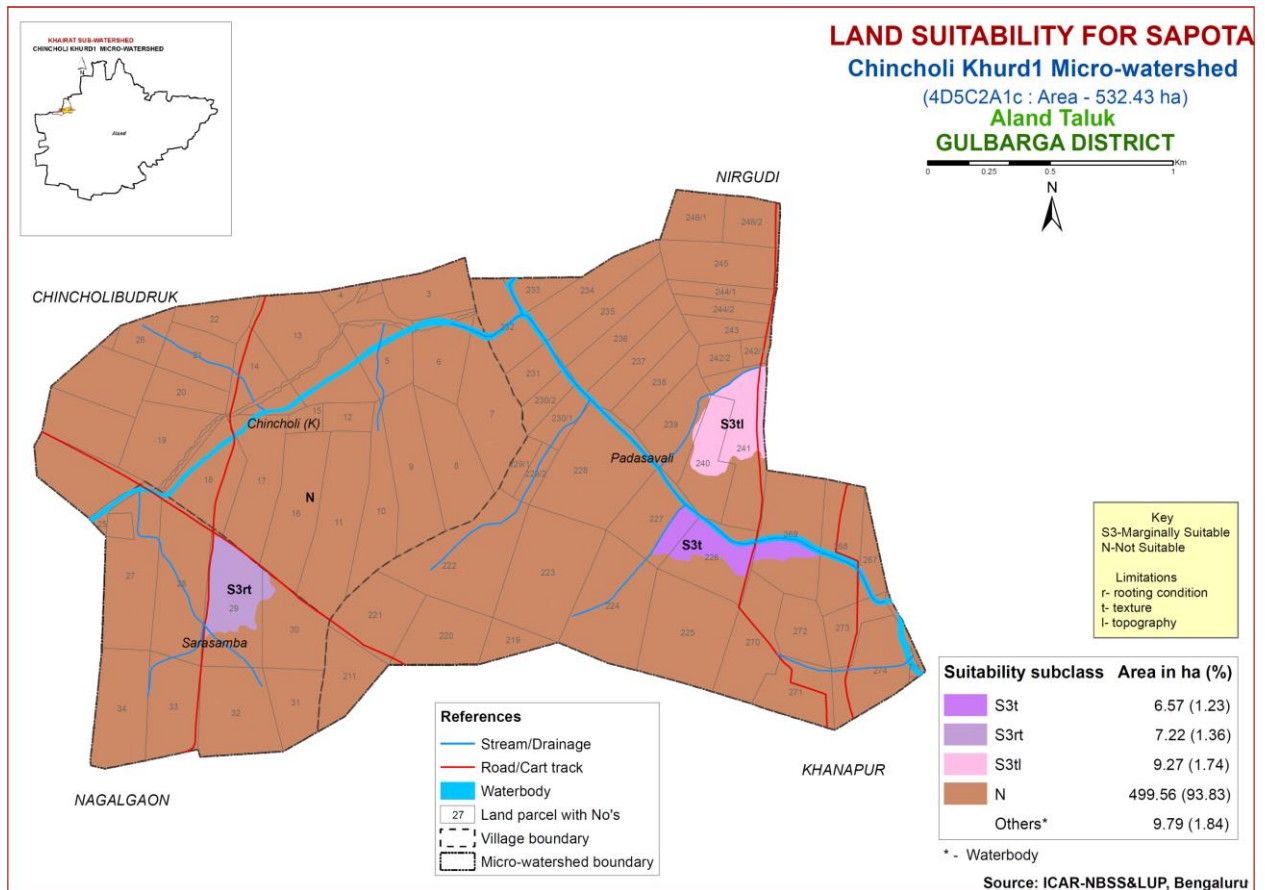 KHAIRAT SUB-WATERSHED
CHINCHOLI KHURD1 MICRO-WATERSHED
Aland
LAND SUITABILITY FOR SAPOTA
Chincholi Khurd1 Micro-watershed
(4D5C2A1c : Area - 532.43 ha)
Aland Taluk
GULBARGA DISTRICT
0 0.25 0.5 1 Km
N
NIRGUDI
CHINCHOLIBUDRUK
246/1 246/2
245
244/1
244/2
243
242/2 242/
233 234
235
236
237
238
239
232
231
230/2
230/1
229/1
229/2
228
4 3
22 13
26 21 14 5 6
20 7
15 12
Chincholi (K)
19
18 17 9 8
N
16 11 10
S3tl
240 241
Padasavali
227
S3t
226
269 268 267
25
27 28
S3rt
29
Sarasamba
30
222 223 224
221
220 219
225 270 272 273
274
271
211
34 33 32 31
NAGALGAON
KHANAPUR
Key
S3-Marginally Suitable
N-Not Suitable
Limitations
r- rooting condition
t- texture
l- topography
References
Stream/Drainage
Road/Cart track
Waterbody
27 Land parcel with No's
Village boundary
Micro-watershed boundary
Suitability subclass Area in ha (%)
S3t 6.57 (1.23)
S3rt 7.22 (1.36)
S3tl 9.27 (1.74)
N 499.56 (93.83)
Others* 9.79 (1.84)
* - Waterbody
Source: ICAR-NBSS&LUP, Bengaluru